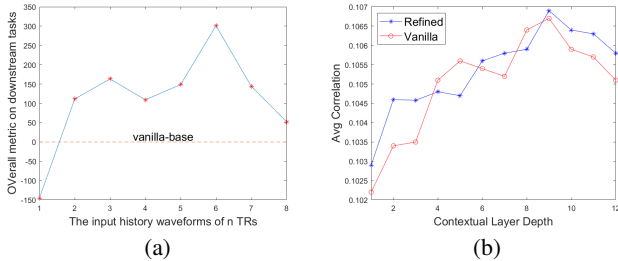 350
300
250
200
150
100
50
0
-50
-100
-150
OVerall metric on downstream tasks
vanilla-base
1 2 3 4 5 6 7 8
The input history waveforms of n TRs
(a)
0.107
0.1065
0.106
0.1055
0.105
0.1045
0.104
0.1035
0.103
0.1025
0.102
Avg Correlation
Refined
Vanilla
2 4 6 8 10 12
Contextual Layer Depth
(b)